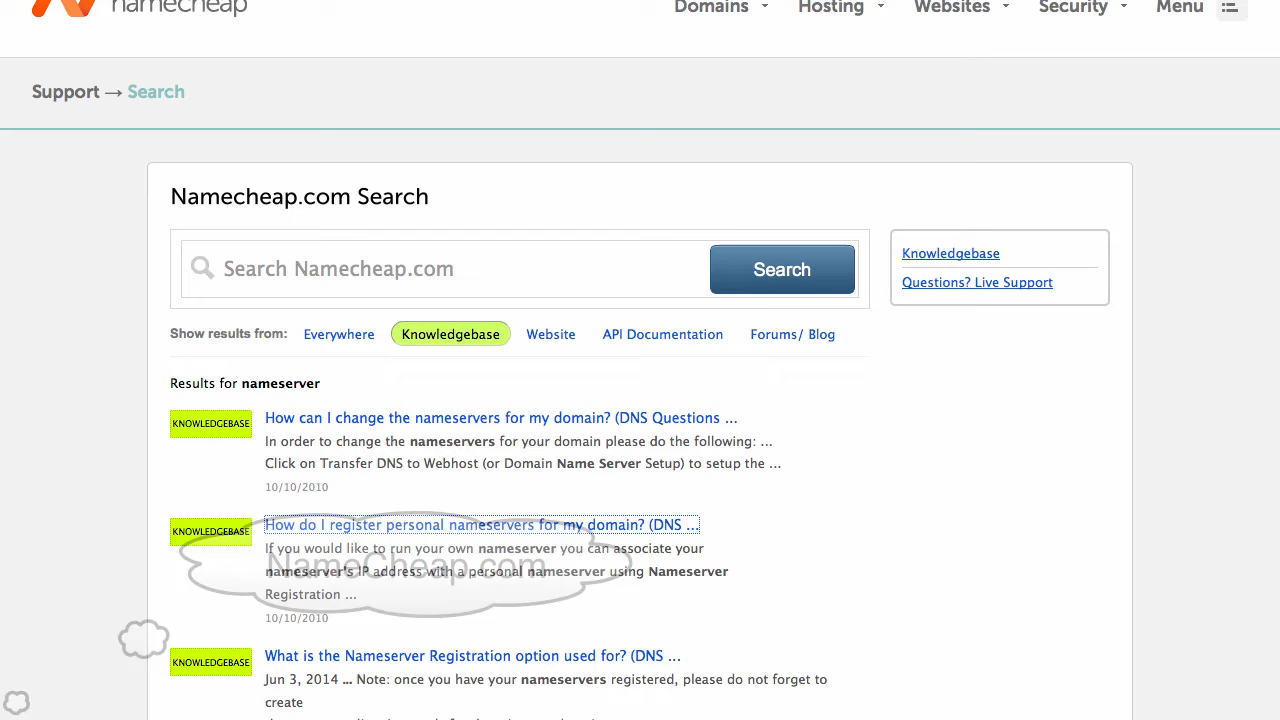 namecheap
Domains Hosting Websites Security Menu
Support → Search
Namecheap.com Search
Search Namecheap.com Search
Knowledgebase
Questions? Live Support
Show results from: Everywhere Knowledgebase Website API Documentation Forums/ Blog
Results for nameserver
KNOWLEDGEBASE How can I change the nameservers for my domain? (DNS Questions ...
In order to change the nameservers for your domain please do the following: ...
Click on Transfer DNS to Webhost (or Domain Name Server Setup) to setup the ...
10/10/2010
KNOWLEDGEBASE How do I register personal nameservers for my domain? (DNS ...
If you would like to run your own nameserver you can associate your
NameCheap.com
nameserver's IP address with a personal nameserver using Nameserver
Registration ...
10/10/2010
KNOWLEDGEBASE What is the Nameserver Registration option used for? (DNS ...
Jun 3, 2014 ... Note: once you have your nameservers registered, please do not forget to
create